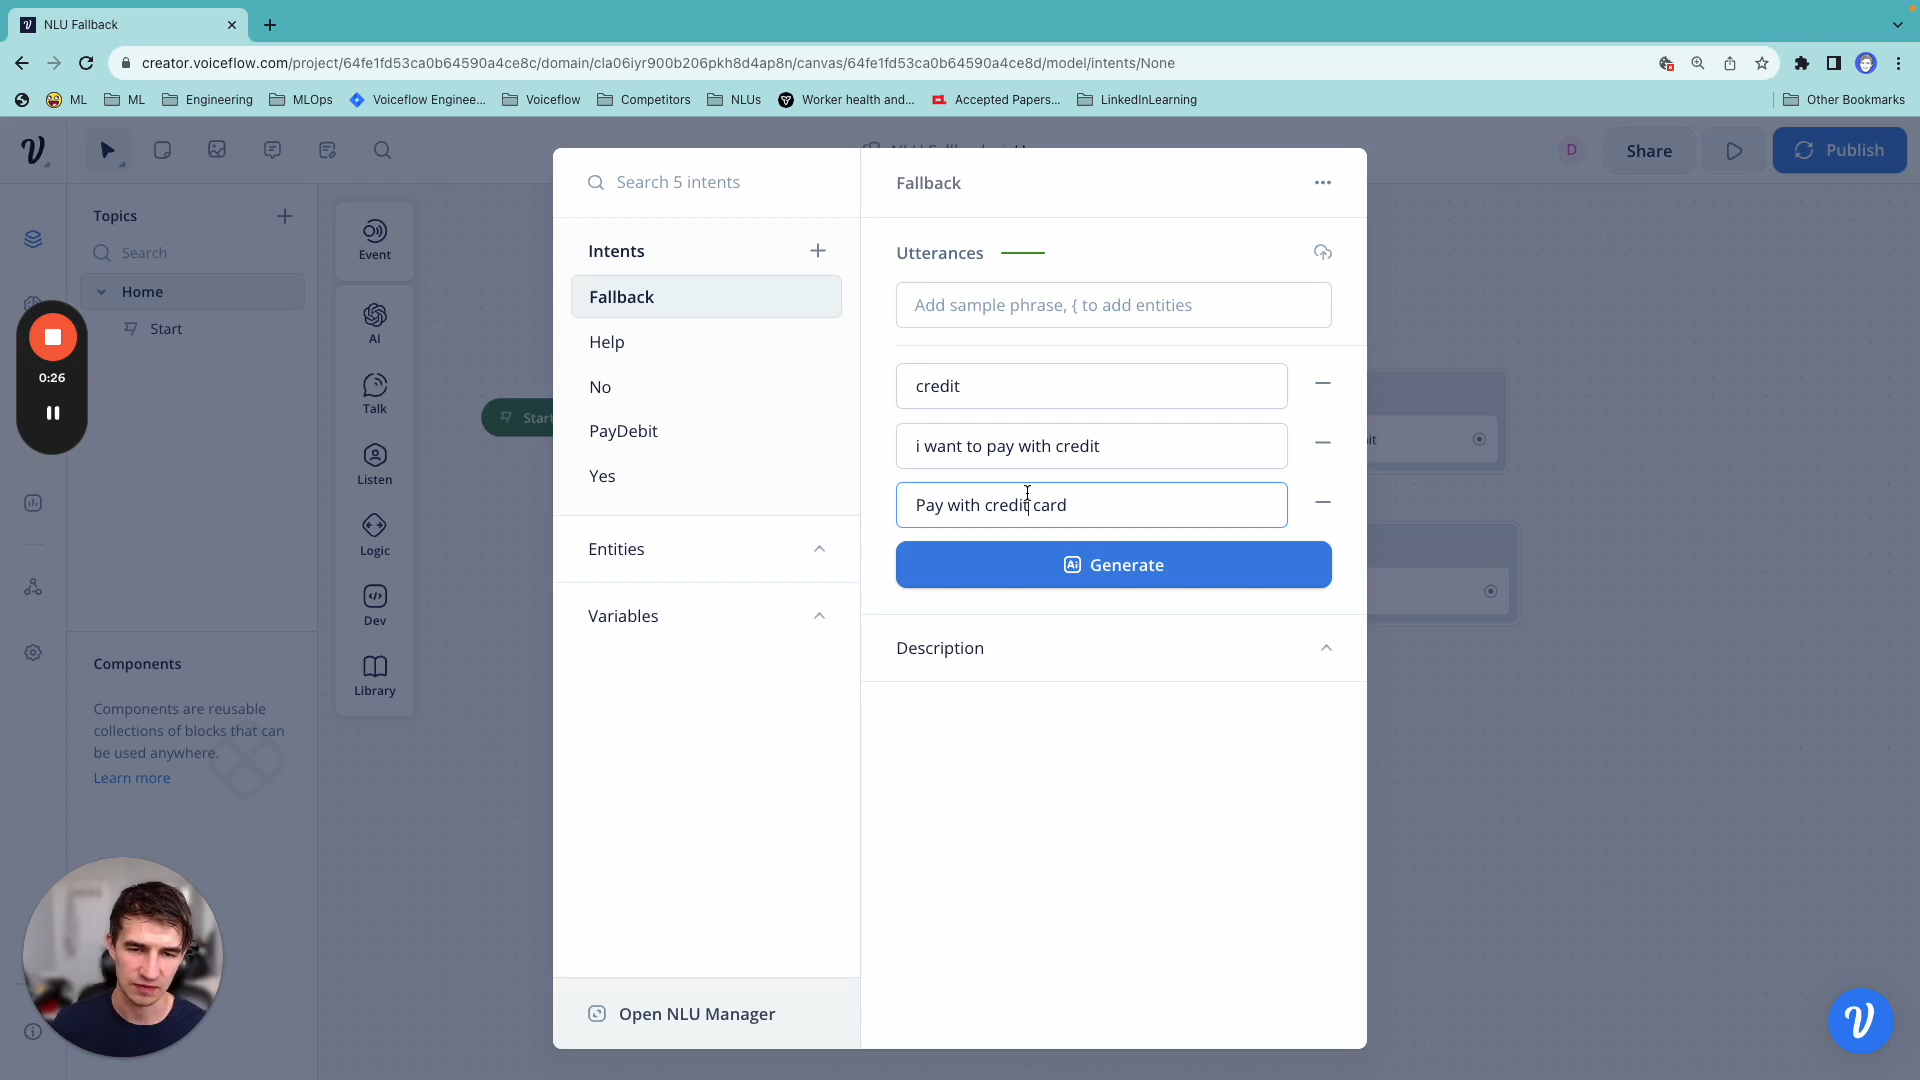 NLU Fallback
creator.voiceflow.com/project/64fe1fd53ca0b64590a4ce8c/domain/cla06iyr900b206pkh8d4ap8n/canvas/64fe1fd53ca0b64590a4ce8d/model/intents/None
ML
ML
Engineering
MLOps
Voiceflow Enginee...
Voiceflow
Competitors
NLUs
Worker health and...
Accepted Papers...
LinkedInLearning
Other Bookmarks
D
Share
Publish
Topics
Search
Home
Start
0:26
Components
Components are reusable
collections of blocks that can
be used anywhere.
Learn more
Event
AI
Talk
Listen
Logic
Dev
Library
Start
Search 5 intents
Intents
Fallback
Help
No
PayDebit
Yes
Entities
Variables
Open NLU Manager
Fallback
Utterances
Add sample phrase, { to add entities
credit
i want to pay with credit
Pay with credit card
Ai Generate
Description